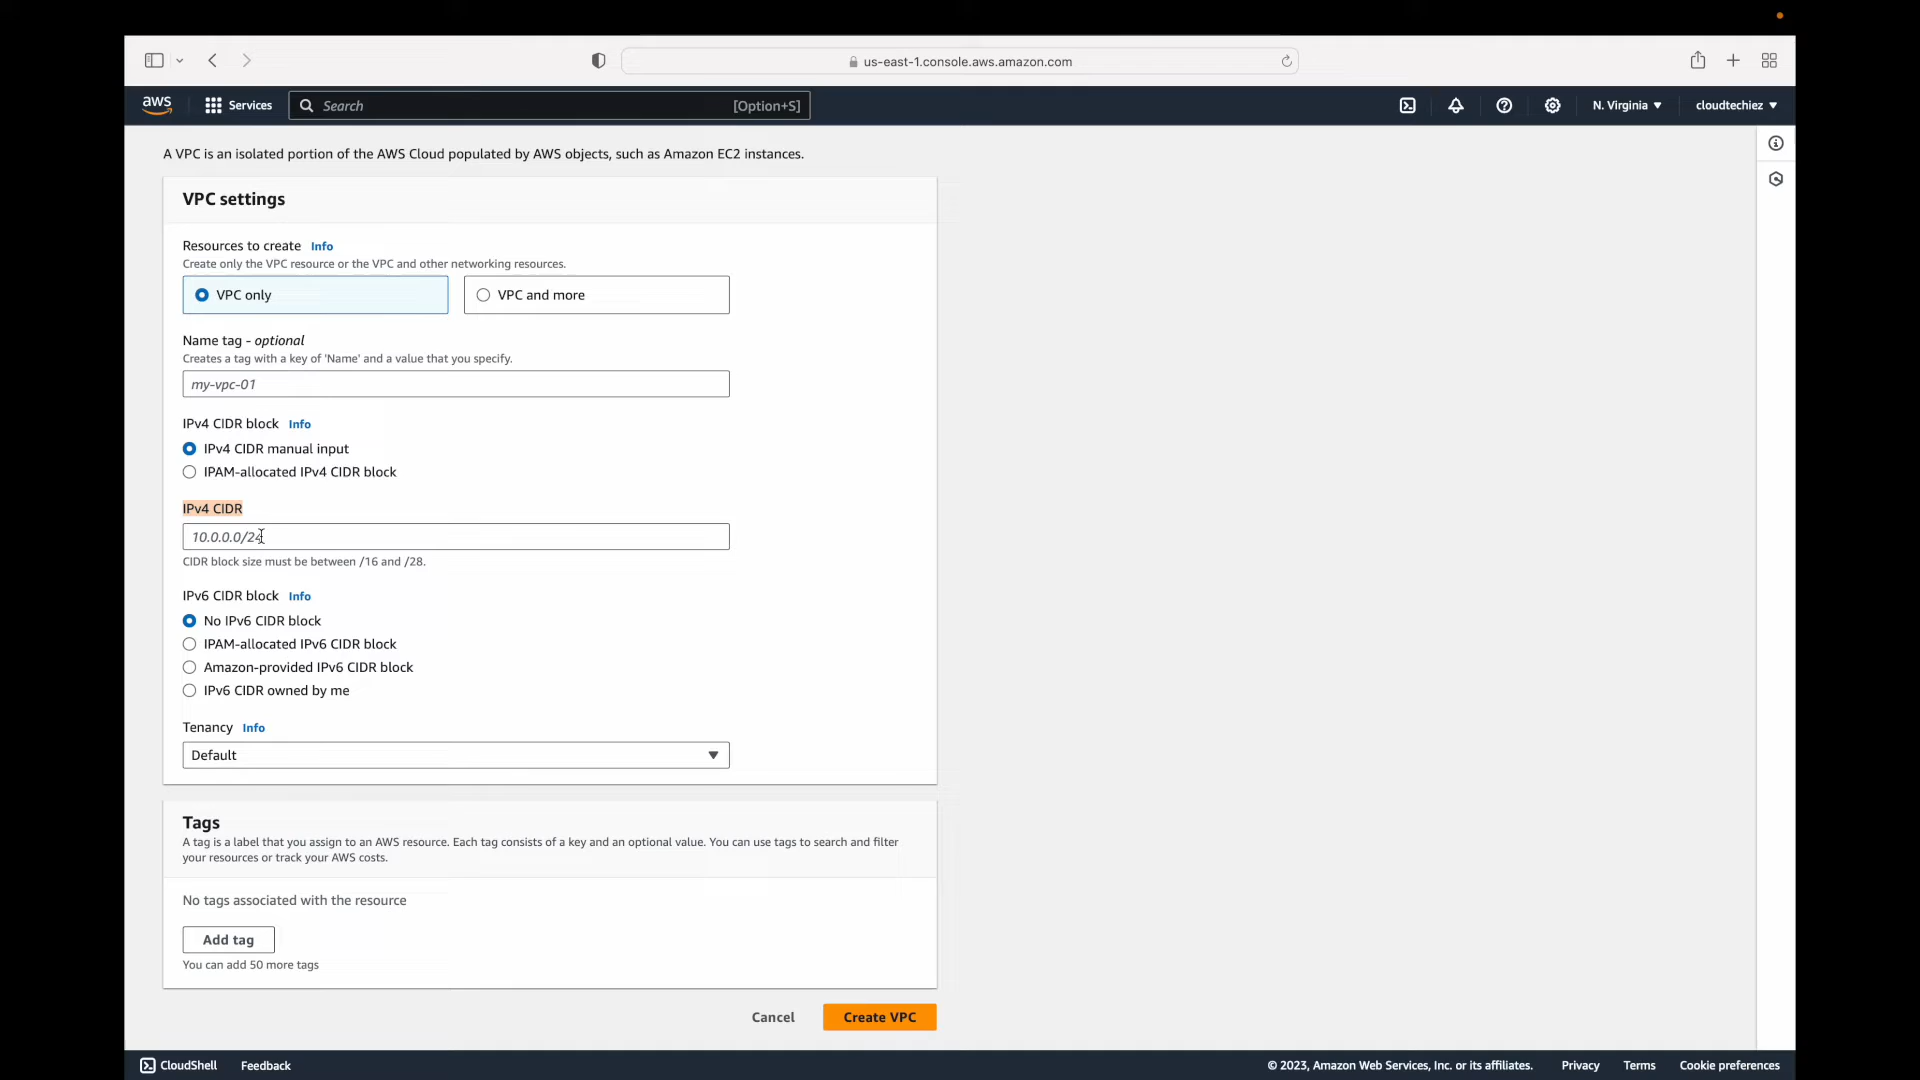 us-east-1.console.aws.amazon.com
aws
Services
Search
[Option+S]
N. Virginia
cloudtechiez
A VPC is an isolated portion of the AWS Cloud populated by AWS objects, such as Amazon EC2 instances.
VPC settings
Resources to create Info
Create only the VPC resource or the VPC and other networking resources.
VPC only
VPC and more
Name tag - optional
Creates a tag with a key of 'Name' and a value that you specify.
my-vpc-01
IPv4 CIDR block Info
IPv4 CIDR manual input
IPAM-allocated IPv4 CIDR block
IPv4 CIDR
10.0.0.0/24
CIDR block size must be between /16 and /28.
IPv6 CIDR block Info
No IPv6 CIDR block
IPAM-allocated IPv6 CIDR block
Amazon-provided IPv6 CIDR block
IPv6 CIDR owned by me
Tenancy Info
Default
Tags
A tag is a label that you assign to an AWS resource. Each tag consists of a key and an optional value. You can use tags to search and filter
your resources or track your AWS costs.
No tags associated with the resource
Add tag
You can add 50 more tags
Cancel
Create VPC
CloudShell
Feedback
© 2023, Amazon Web Services, Inc. or its affiliates.
Privacy
Terms
Cookie preferences